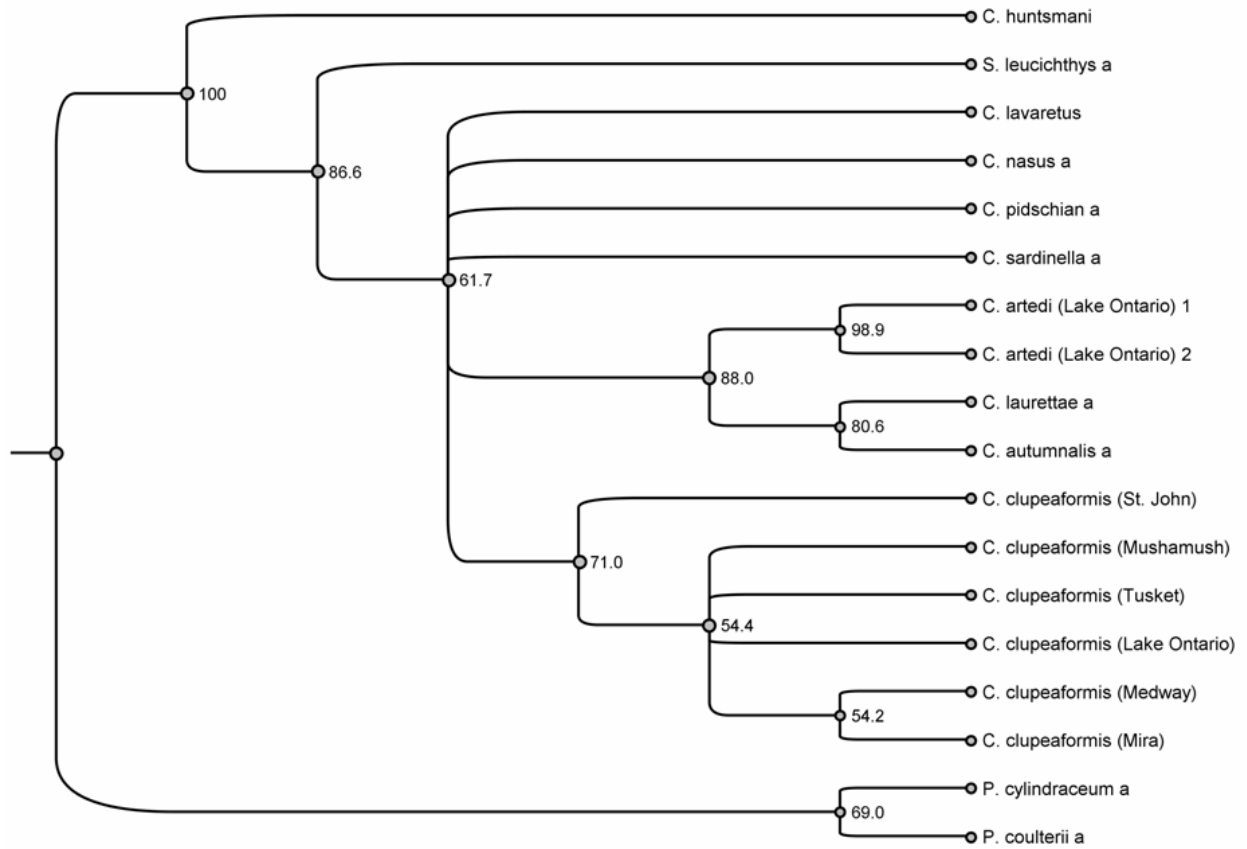 C. huntsmani
S. leucichthys a
100
C. lavaretus
C. nasus a
86.6
C. pidschian a
C. sardinella a
61.7
C. artedi (Lake Ontario) 1
98.9
C. artedi (Lake Ontario) 2
88.0
C. laurettae a
80.6
C. autumnalis a
C. clupeaformis (St. John)
C. clupeaformis (Mushamush)
71.0
C. clupeaformis (Tusket)
54.4
C. clupeaformis (Lake Ontario)
C. clupeaformis (Medway)
54.2
C. clupeaformis (Mira)
P. cylindraceum a
69.0
P. coulterii a